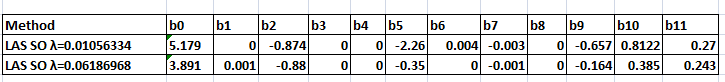 Method b0 b1 b2 b3 b4 b5 b6 b7 b8 b9 b10 b11
LAS SO λ=0.01056334 5.179 0 -0.874 0 0 -2.26 0.004 -0.003 0 -0.657 0.8122 0.27
LAS SO λ=0.06186968 3.891 0.001 -0.88 0 0 -0.35 0 -0.001 0 -0.164 0.385 0.243